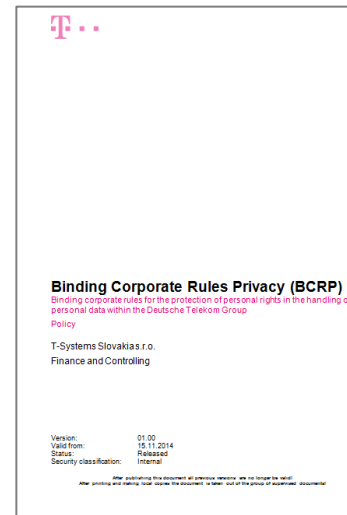 T
Binding Corporate Rules Privacy (BCRP)
Binding corporate rules for the protection of personal rights in the handling o
personal data within the Deutsche Telekom Group
Policy
T-Systems Slovakia s.r.o.
Finance and Controlling
Version: 01.00
Valid from: 15.11.2014
Status: Released
Security classification: Internal
After publishing this document all previous versions are no longer be valid!
After printing and making local copies the document is taken out of the group of supervised documents!